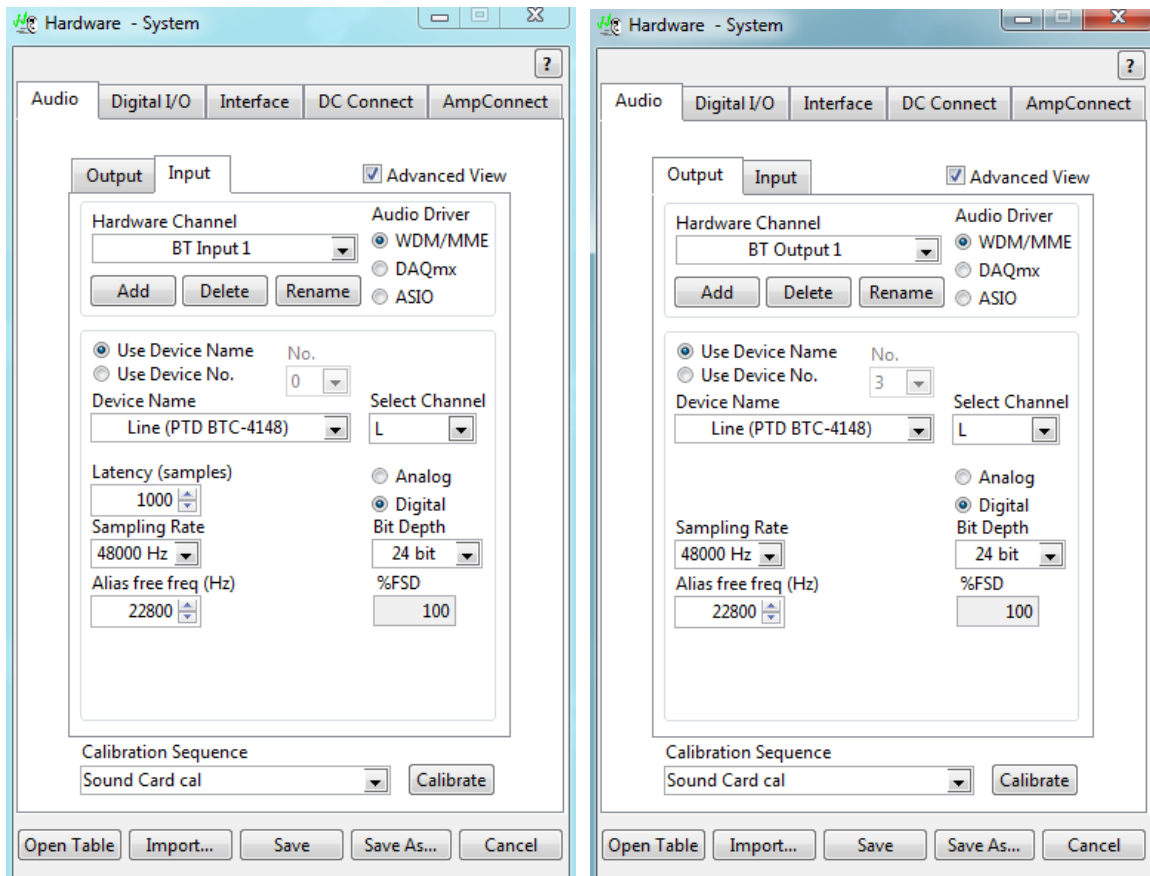 Hardware - System
?
Audio Digital I/O Interface DC Connect AmpConnect
Output Input Advanced View
Hardware Channel Audio Driver
BT Input 1 WDM/MME
DAQmx
Add Delete Rename ASIO
Use Device Name No.
Use Device No. 0
Device Name Select Channel
Line (PTD BTC-4148) L
Latency (samples) Analog
1000 Digital
Sampling Rate Bit Depth
48000 Hz 24 bit
Alias free freq (Hz) %FSD
22800 100
Calibration Sequence
Sound Card cal Calibrate
Open Table Import... Save Save As... Cancel
Hardware - System
?
Audio Digital I/O Interface DC Connect AmpConnect
Output Input Advanced View
Hardware Channel Audio Driver
BT Output 1 WDM/MME
DAQmx
Add Delete Rename ASIO
Use Device Name No.
Use Device No. 3
Device Name Select Channel
Line (PTD BTC-4148) L
Analog
Digital
Sampling Rate Bit Depth
48000 Hz 24 bit
Alias free freq (Hz) %FSD
22800 100
Calibration Sequence
Sound Card cal Calibrate
Open Table Import... Save Save As... Cancel